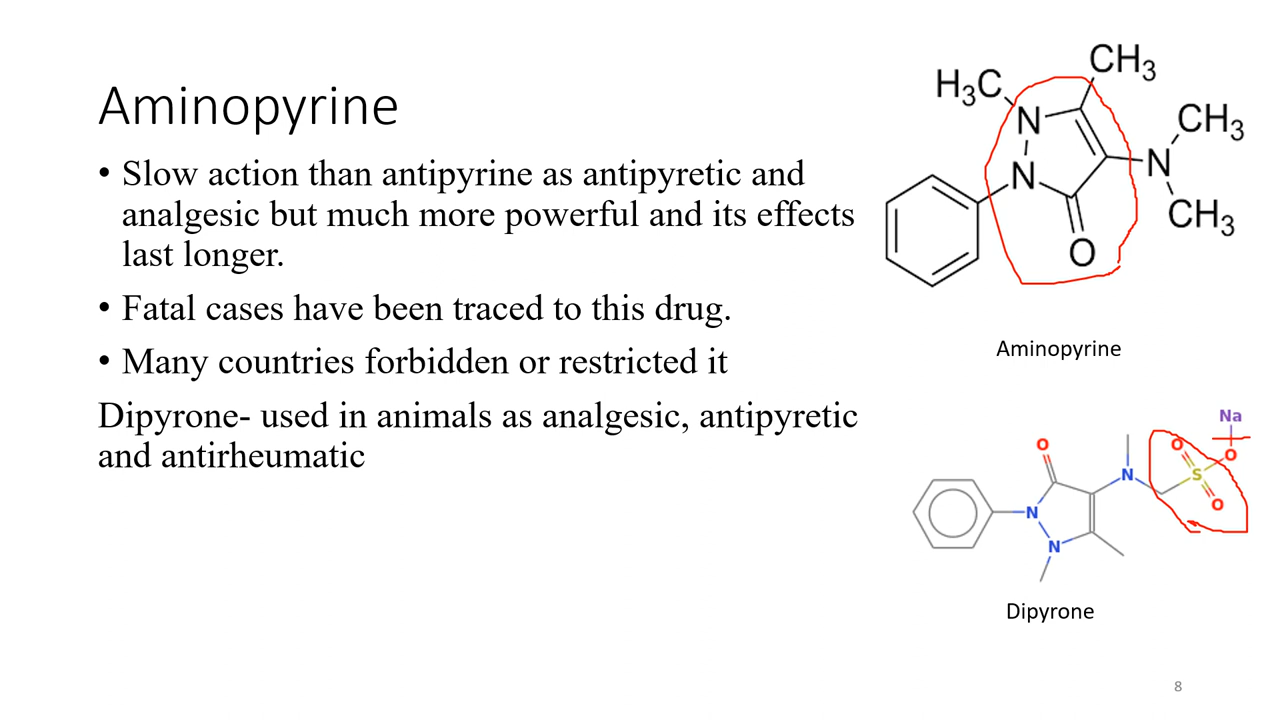 Aminopyrine
• Slow action than antipyrine as antipyretic and
analgesic but much more powerful and its effects
last longer.
• Fatal cases have been traced to this drug.
• Many countries forbidden or restricted it
Dipyrone- used in animals as analgesic, antipyretic
and antirheumatic
H3C
CH3
N
N
N
CH3
CH3
O
Aminopyrine
Na
O
O
O
N
S
O
N
N
Dipyrone
8